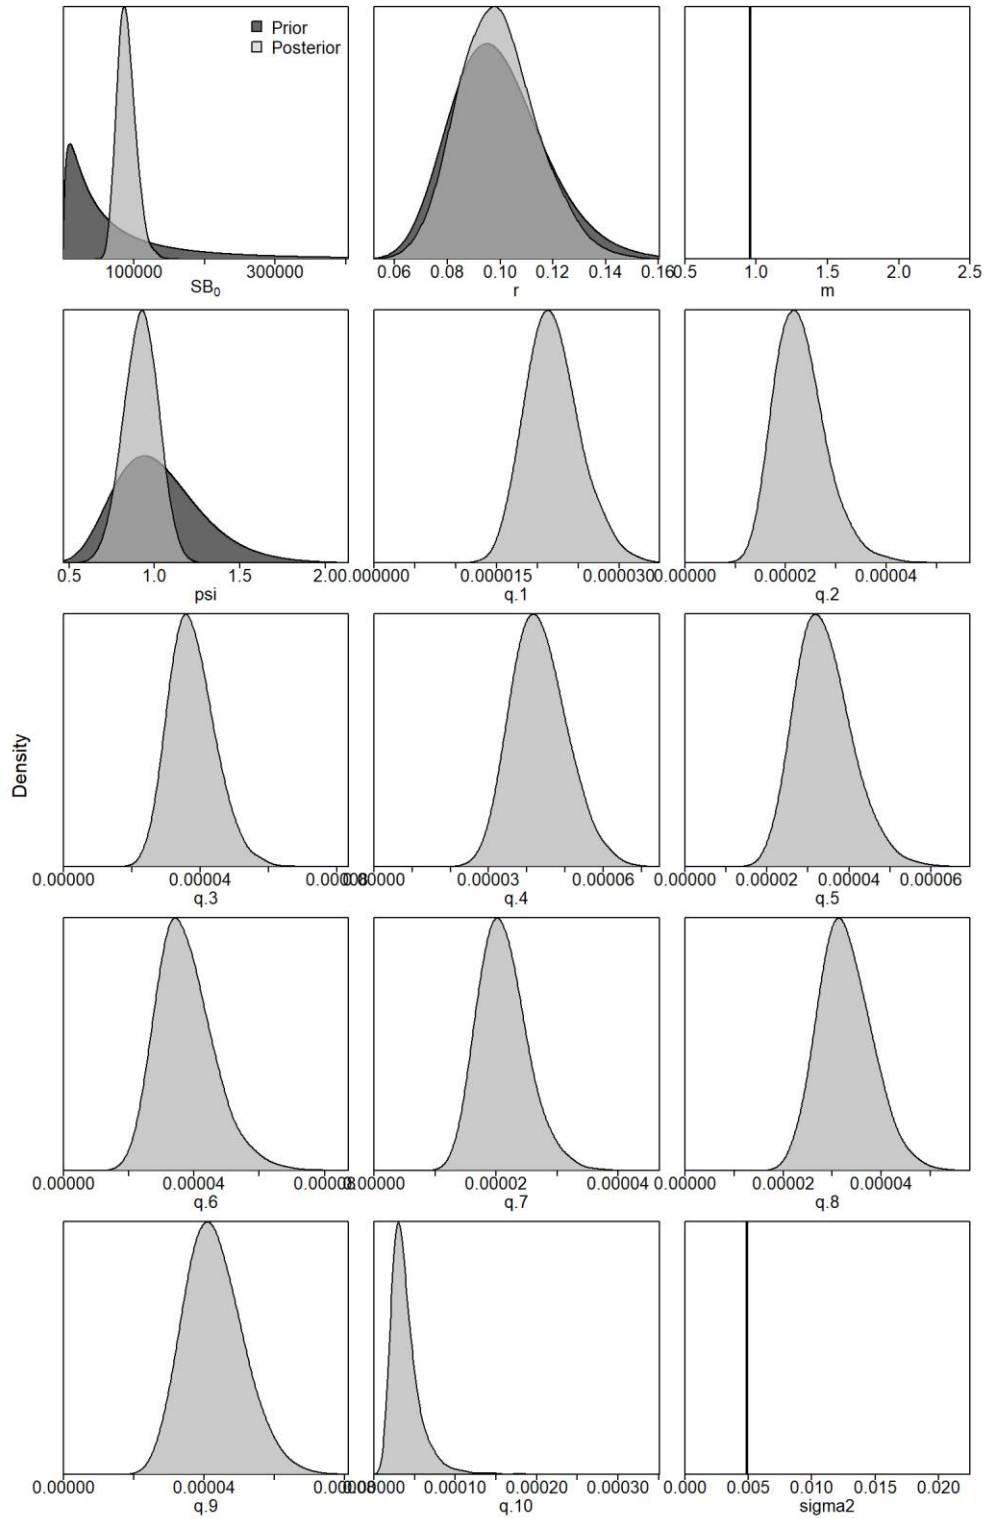 Prior
Posterior
100000 300000
SB₀
0.06 0.08 0.10 0.12 0.14 0.16
r
0.5 1.0 1.5 2.0 2.5
m
0.5 1.0 1.5 2.0
psi
0.000000 0.000015 0.000030
q.1
0.00000 0.00002 0.00004
q.2
Density
0.00000 0.00004 0.00008
q.3
0.00000 0.00003 0.00006
q.4
0.00000 0.00002 0.00004 0.00006
q.5
0.00000 0.00004 0.00008
q.6
0.00000 0.00002 0.00004
q.7
0.00000 0.00002 0.00004
q.8
0.00000 0.00004 0.00008
q.9
0.00000 0.00010 0.00020 0.00030
q.10
0.000 0.005 0.010 0.015 0.020
sigma2